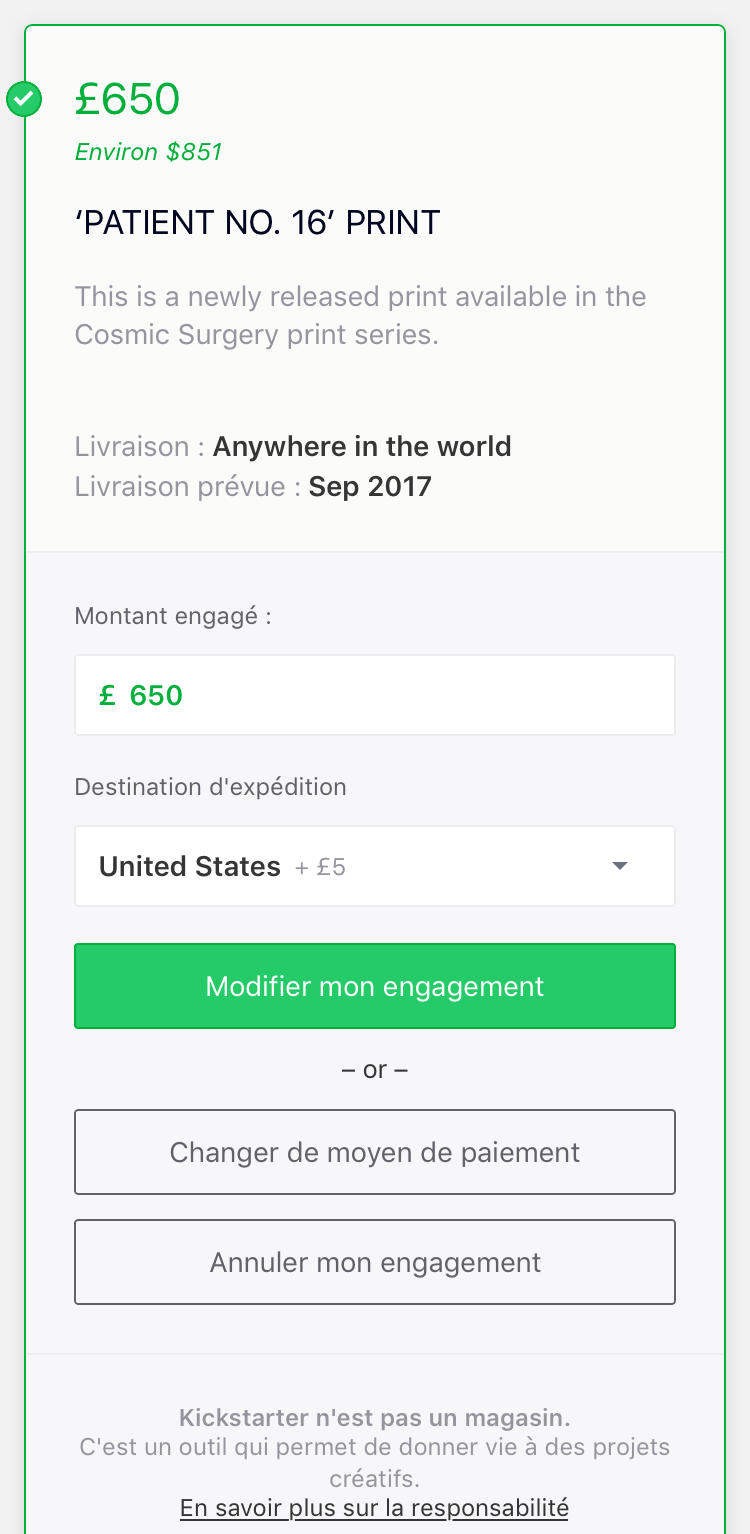 £650
Environ $851
‘PATIENT NO. 16’ PRINT
This is a newly released print available in the
Cosmic Surgery print series.
Livraison : Anywhere in the world
Livraison prévue : Sep 2017
Montant engagé :
£ 650
Destination d'expédition
United States + £5
Modifier mon engagement
– or –
Changer de moyen de paiement
Annuler mon engagement
Kickstarter n'est pas un magasin.
C'est un outil qui permet de donner vie à des projets
créatifs.
En savoir plus sur la responsabilité